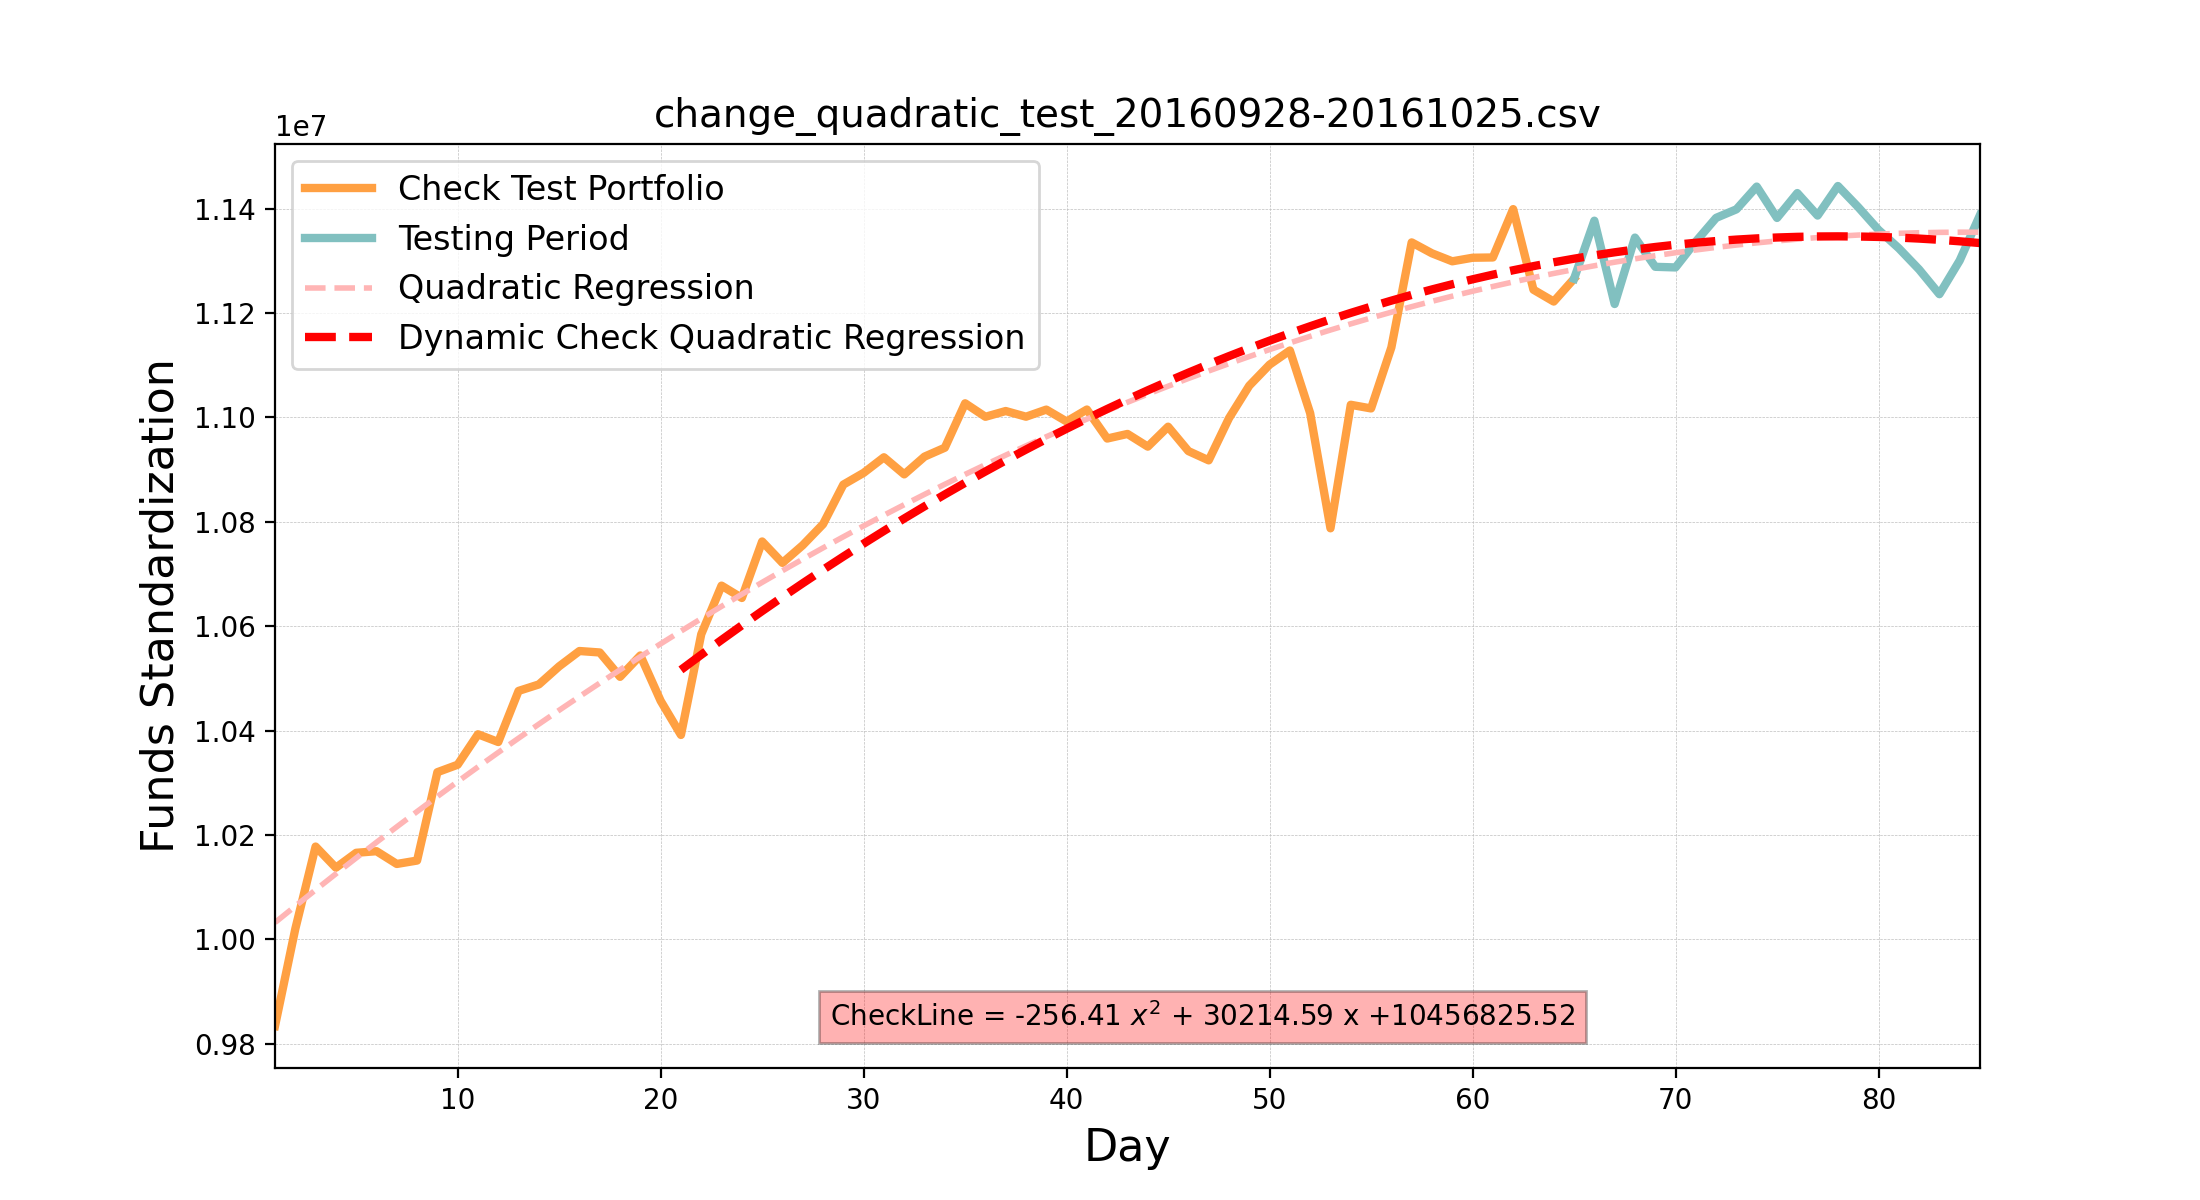 change_quadratic_test_20160928-20161025.csv
1e7
Check Test Portfolio
Testing Period
Quadratic Regression
Dynamic Check Quadratic Regression
1.14
1.12
1.10
1.08
1.06
1.04
1.02
1.00
0.98
Funds Standardization
CheckLine = -256.41 x² + 30214.59 x +10456825.52
10 20 30 40 50 60 70 80
Day